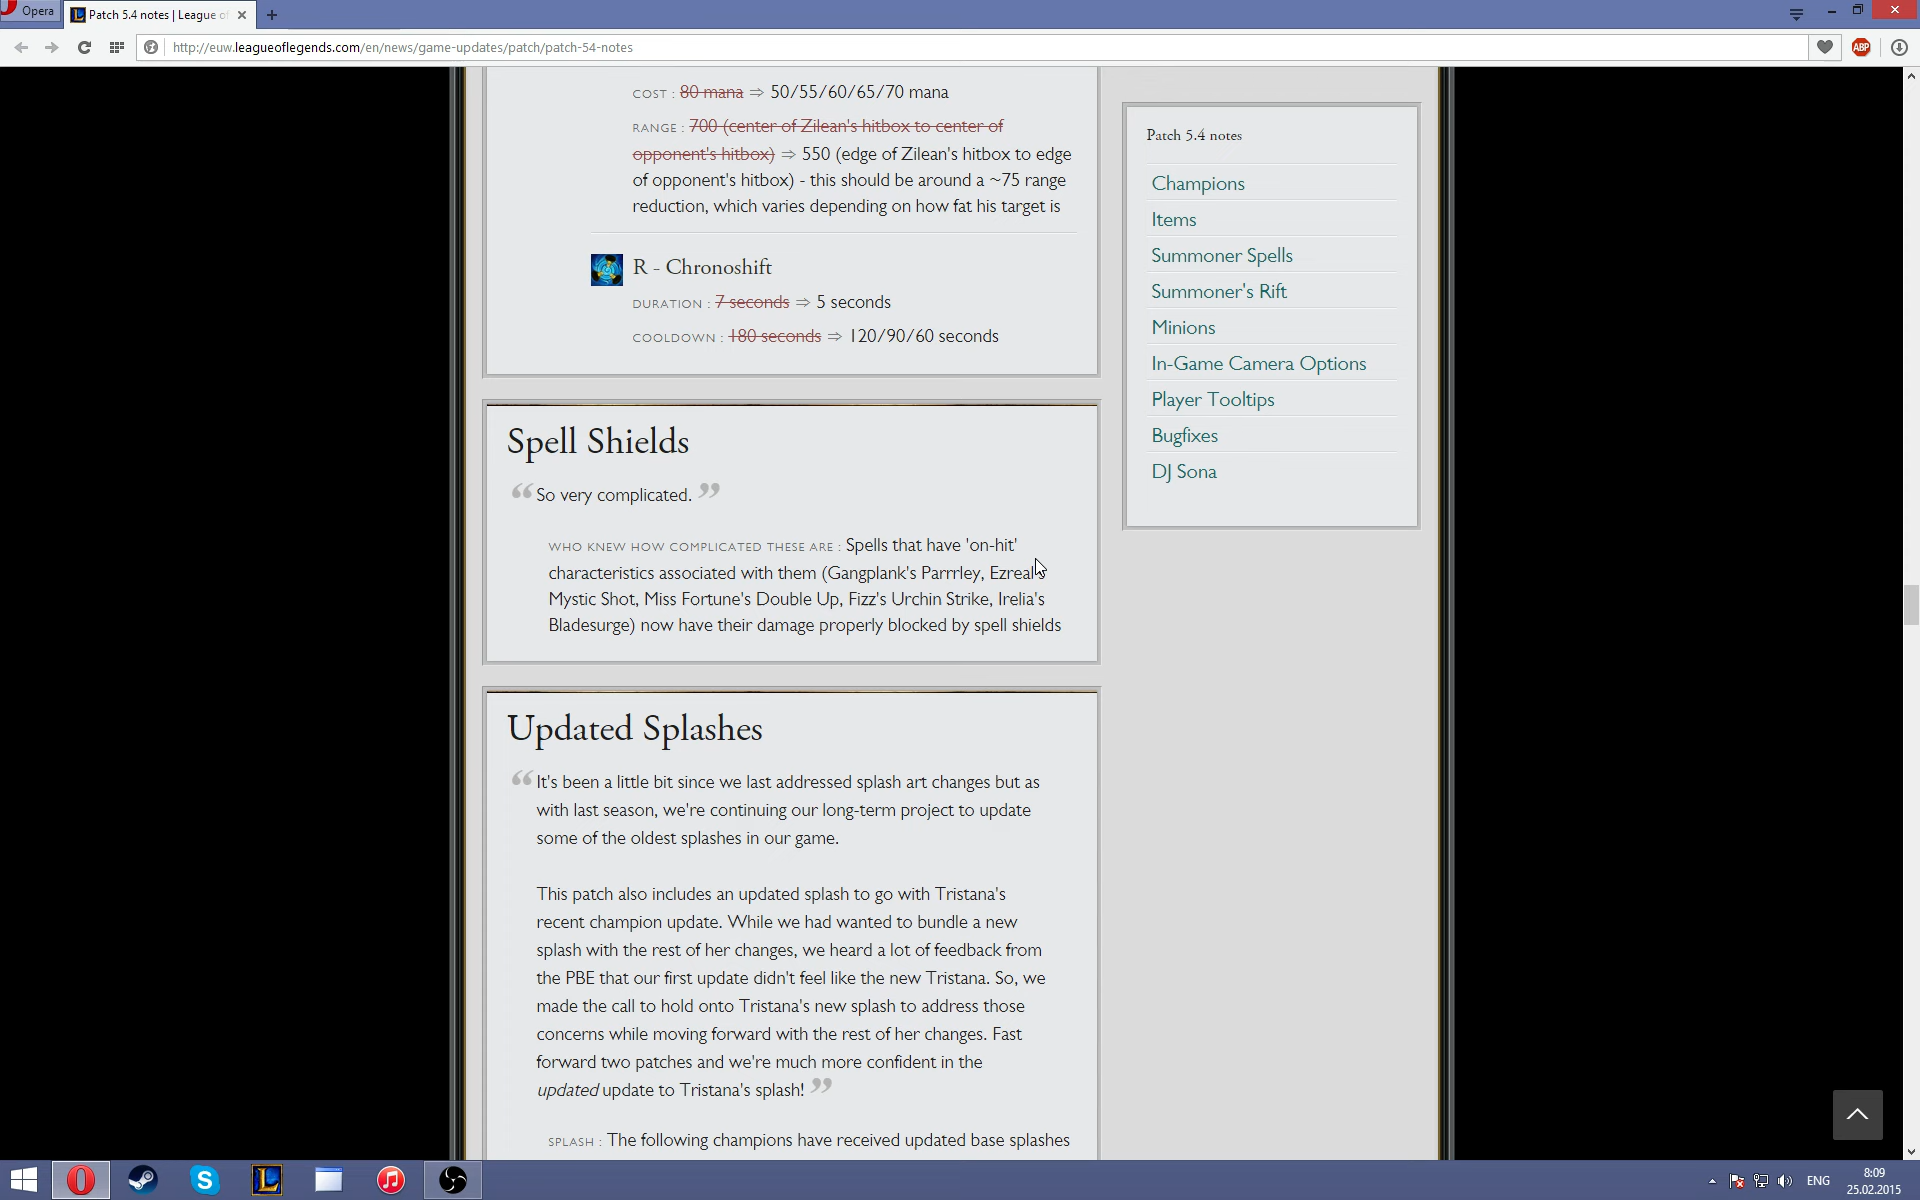 Opera
Patch 5.4 notes | League of
http://euw.leagueoflegends.com/en/news/game-updates/patch/patch-54-notes
ABP
COST : 80 mana ⇒ 50/55/60/65/70 mana
RANGE : 700 (center of Zilean's hitbox to center of
opponent's hitbox) ⇒ 550 (edge of Zilean's hitbox to edge
of opponent's hitbox) - this should be around a ~75 range
reduction, which varies depending on how fat his target is
R - Chronoshift
DURATION : 7 seconds ⇒ 5 seconds
COOLDOWN : 180 seconds ⇒ 120/90/60 seconds
Spell Shields
“ So very complicated. ”
WHO KNEW HOW COMPLICATED THESE ARE : Spells that have 'on-hit'
characteristics associated with them (Gangplank's Parrrley, Ezreal's
Mystic Shot, Miss Fortune's Double Up, Fizz's Urchin Strike, Irelia's
Bladesurge) now have their damage properly blocked by spell shields
Updated Splashes
“ It's been a little bit since we last addressed splash art changes but as
with last season, we're continuing our long-term project to update
some of the oldest splashes in our game.
This patch also includes an updated splash to go with Tristana's
recent champion update. While we had wanted to bundle a new
splash with the rest of her changes, we heard a lot of feedback from
the PBE that our first update didn't feel like the new Tristana. So, we
made the call to hold onto Tristana's new splash to address those
concerns while moving forward with the rest of her changes. Fast
forward two patches and we're much more confident in the
updated update to Tristana's splash! ”
SPLASH : The following champions have received updated base splashes
Patch 5.4 notes
Champions
Items
Summoner Spells
Summoner's Rift
Minions
In-Game Camera Options
Player Tooltips
Bugfixes
DJ Sona
ENG
8:09
25.02.2015